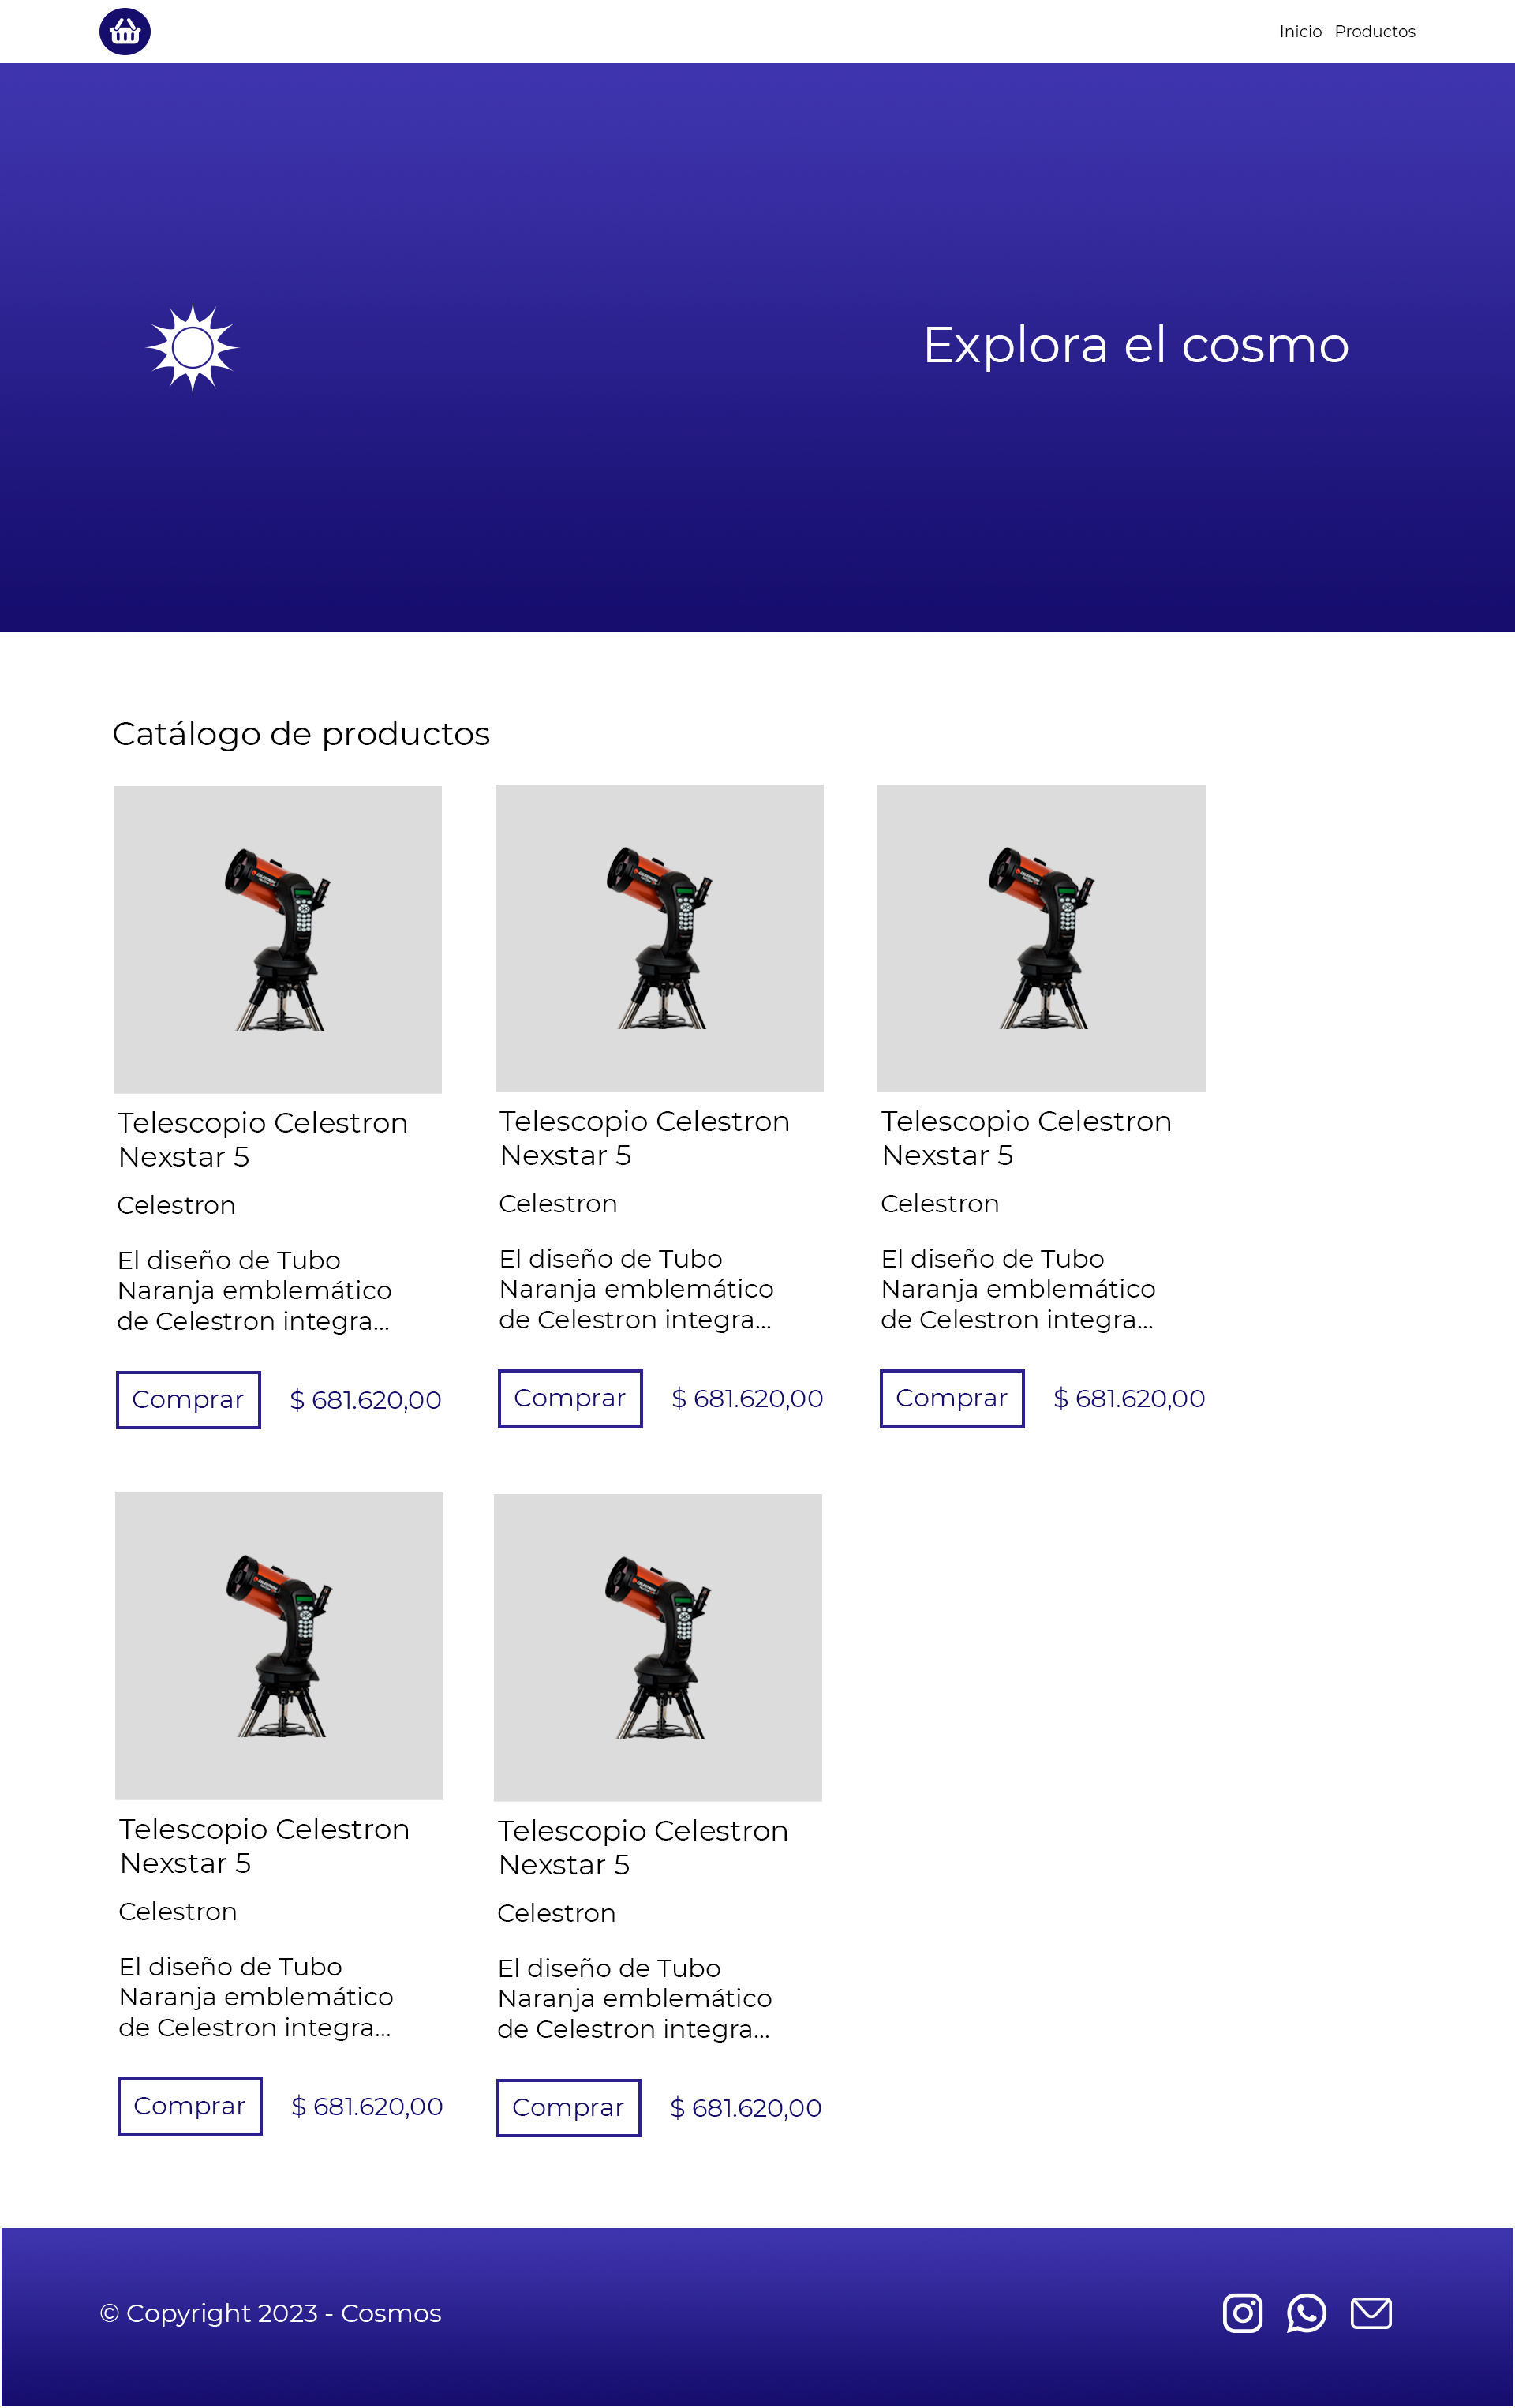 Inicio Productos
Explora el cosmo
Catálogo de productos
Telescopio Celestron
Nexstar 5
Celestron
El diseño de Tubo
Naranja emblemático
de Celestron integra...
Comprar $ 681.620,00
Telescopio Celestron
Nexstar 5
Celestron
El diseño de Tubo
Naranja emblemático
de Celestron integra...
Comprar $ 681.620,00
Telescopio Celestron
Nexstar 5
Celestron
El diseño de Tubo
Naranja emblemático
de Celestron integra...
Comprar $ 681.620,00
Telescopio Celestron
Nexstar 5
Celestron
El diseño de Tubo
Naranja emblemático
de Celestron integra...
Comprar $ 681.620,00
Telescopio Celestron
Nexstar 5
Celestron
El diseño de Tubo
Naranja emblemático
de Celestron integra...
Comprar $ 681.620,00
© Copyright 2023 - Cosmos